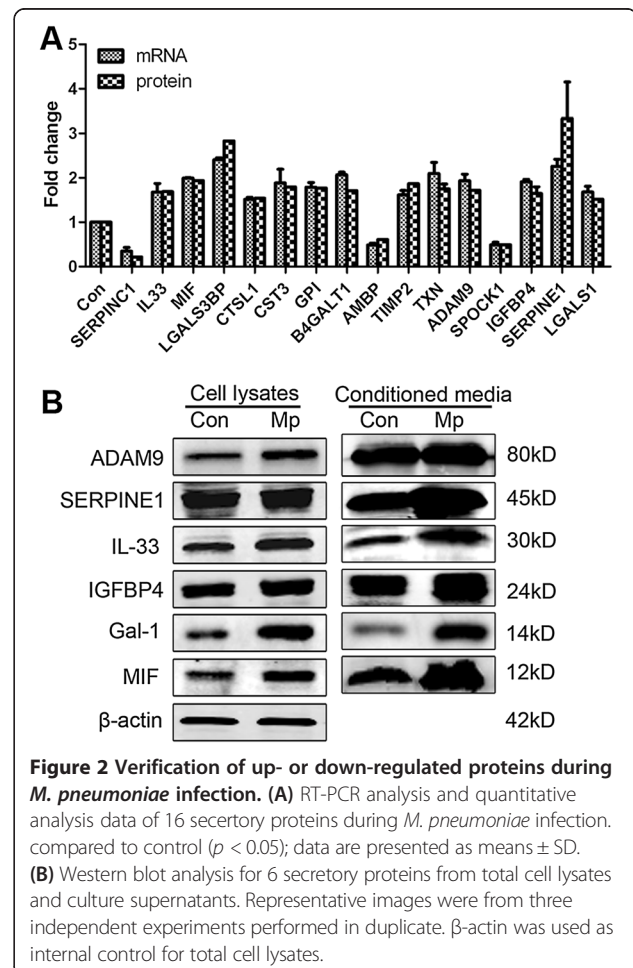 A
5
4
3
2
1
0
Fold change
mRNA
protein
Con
SERPINC1
IL33
MIF
LGALS3BP
CTSL1
CST3
GPI
B4GALT1
AMBP
TIMP2
TXN
ADAM9
SPOCK1
IGFBP4
SERPINE1
LGALS1
B
Cell lysates Conditioned media
Con Mp Con Mp
ADAM9 80kD
SERPINE1 45kD
IL-33 30kD
IGFBP4 24kD
Gal-1 14kD
MIF 12kD
β-actin 42kD
Figure 2 Verification of up- or down-regulated proteins during
M. pneumoniae infection. (A) RT-PCR analysis and quantitative
analysis data of 16 secertory proteins during M. pneumoniae infection.
compared to control (p < 0.05); data are presented as means ± SD.
(B) Western blot analysis for 6 secretory proteins from total cell lysates
and culture supernatants. Representative images were from three
independent experiments performed in duplicate. β-actin was used as
internal control for total cell lysates.